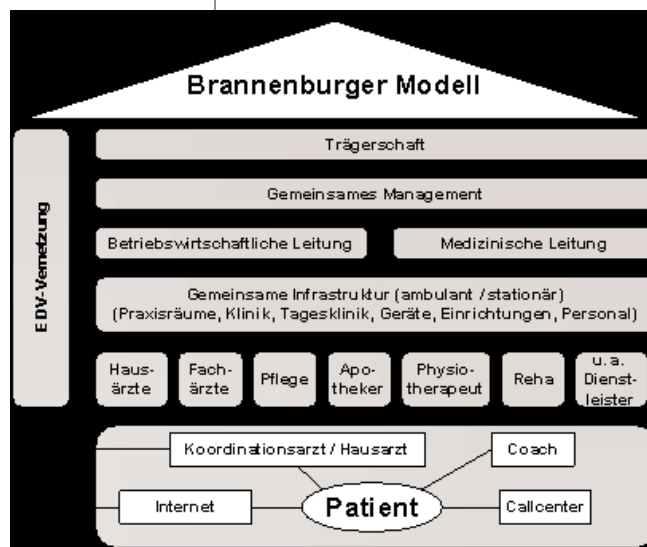 Brannenburger Modell
EDV-Vernetzung
Trägerschaft
Gemeinsames Management
Betriebswirtschaftliche Leitung
Medizinische Leitung
Gemeinsame Infrastruktur (ambulant / stationär)
(Praxisräume, Klinik, Tagesklinik, Geräte, Einrichtungen, Personal)
Haus-
ärzte
Fach-
ärzte
Pflege
Apo-
theker
Physio-
therapeut
Reha
u. a.
Dienst-
leister
Koordinationsarzt / Hausarzt
Coach
Internet
Patient
Callcenter